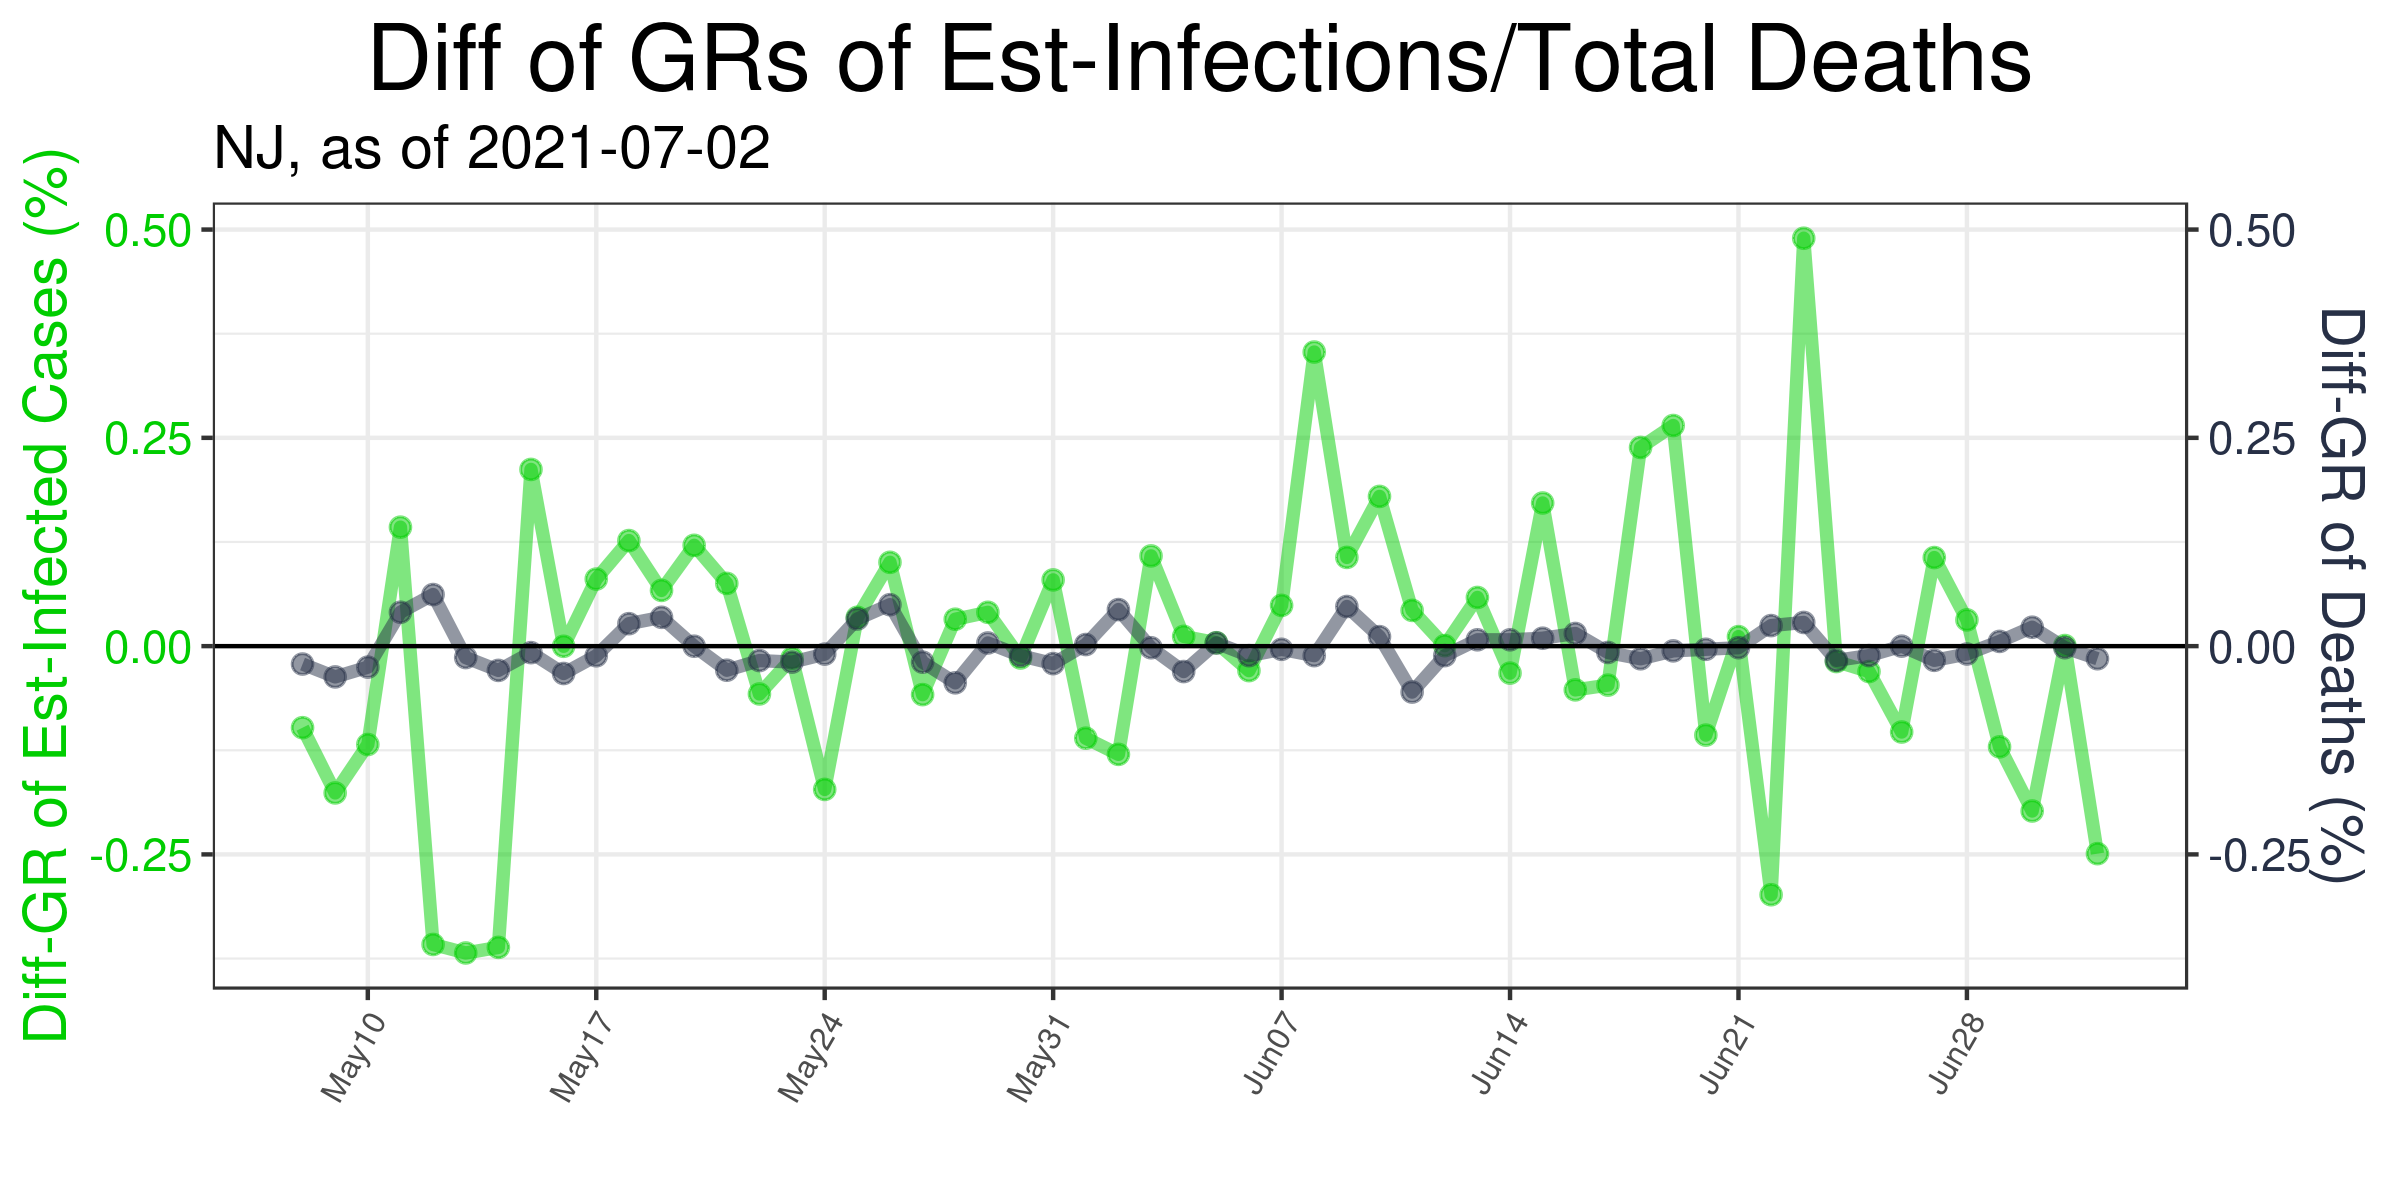 Diff of GRs of Est-Infections/Total Deaths
NJ, as of 2021-07-02
Diff-GR of Est-Infected Cases (%)
0.50
0.25
0.00
-0.25
0.50
0.25
0.00
-0.25
Diff-GR of Deaths (%)
May10
May17
May24
May31
Jun07
Jun14
Jun21
Jun28